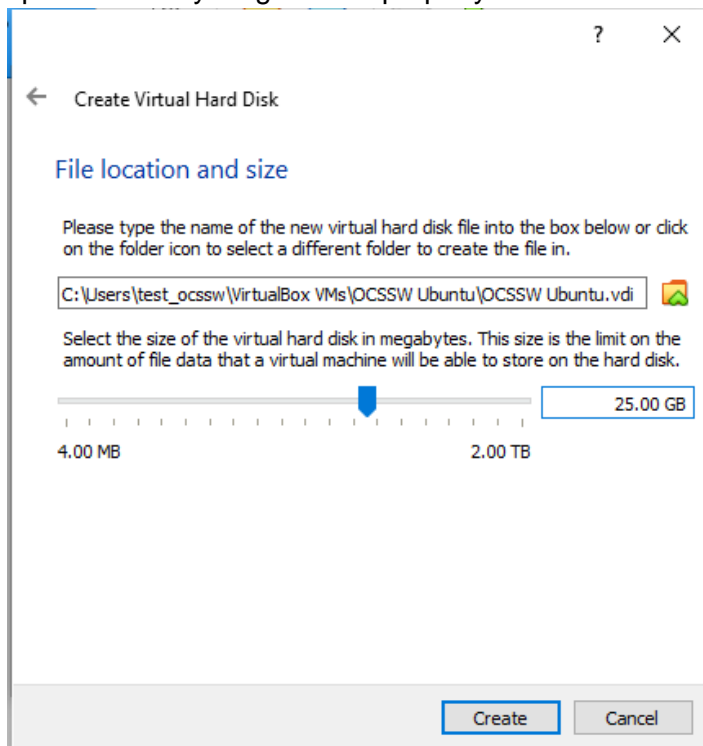 ?
Create Virtual Hard Disk
File location and size
Please type the name of the new virtual hard disk file into the box below or click
on the folder icon to select a different folder to create the file in.
C:\Users\test_ocssw\VirtualBox VMs\OCSSW Ubuntu\OCSSW Ubuntu.vdi
Select the size of the virtual hard disk in megabytes. This size is the limit on the
amount of file data that a virtual machine will be able to store on the hard disk.
25.00 GB
4.00 MB 2.00 TB
Create Cancel